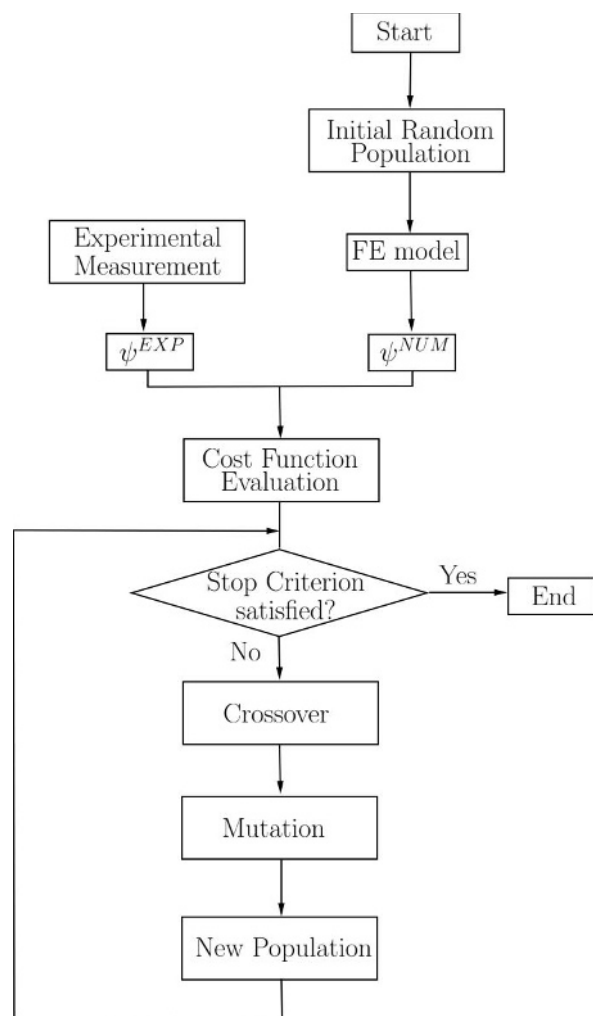 Start
Initial Random
Population
Experimental
Measurement
FE model
ψ^EXP
ψ^NUM
Cost Function
Evaluation
Stop Criterion
satisfied?
Yes
End
No
Crossover
Mutation
New Population